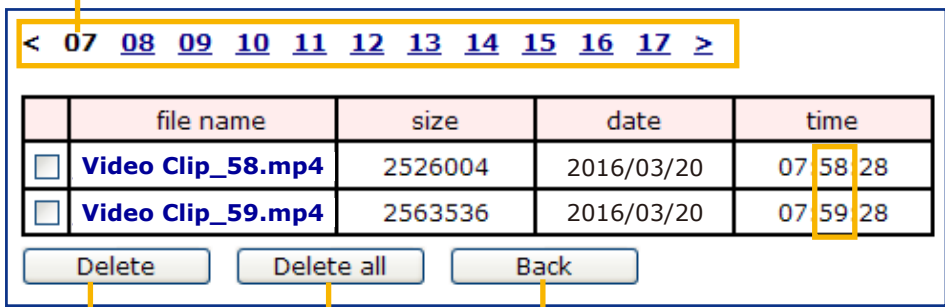 < 07 08 09 10 11 12 13 14 15 16 17 >
file name size date time
Video Clip_58.mp4 2526004 2016/03/20 07:58:28
Video Clip_59.mp4 2563536 2016/03/20 07:59:28
Delete Delete all Back